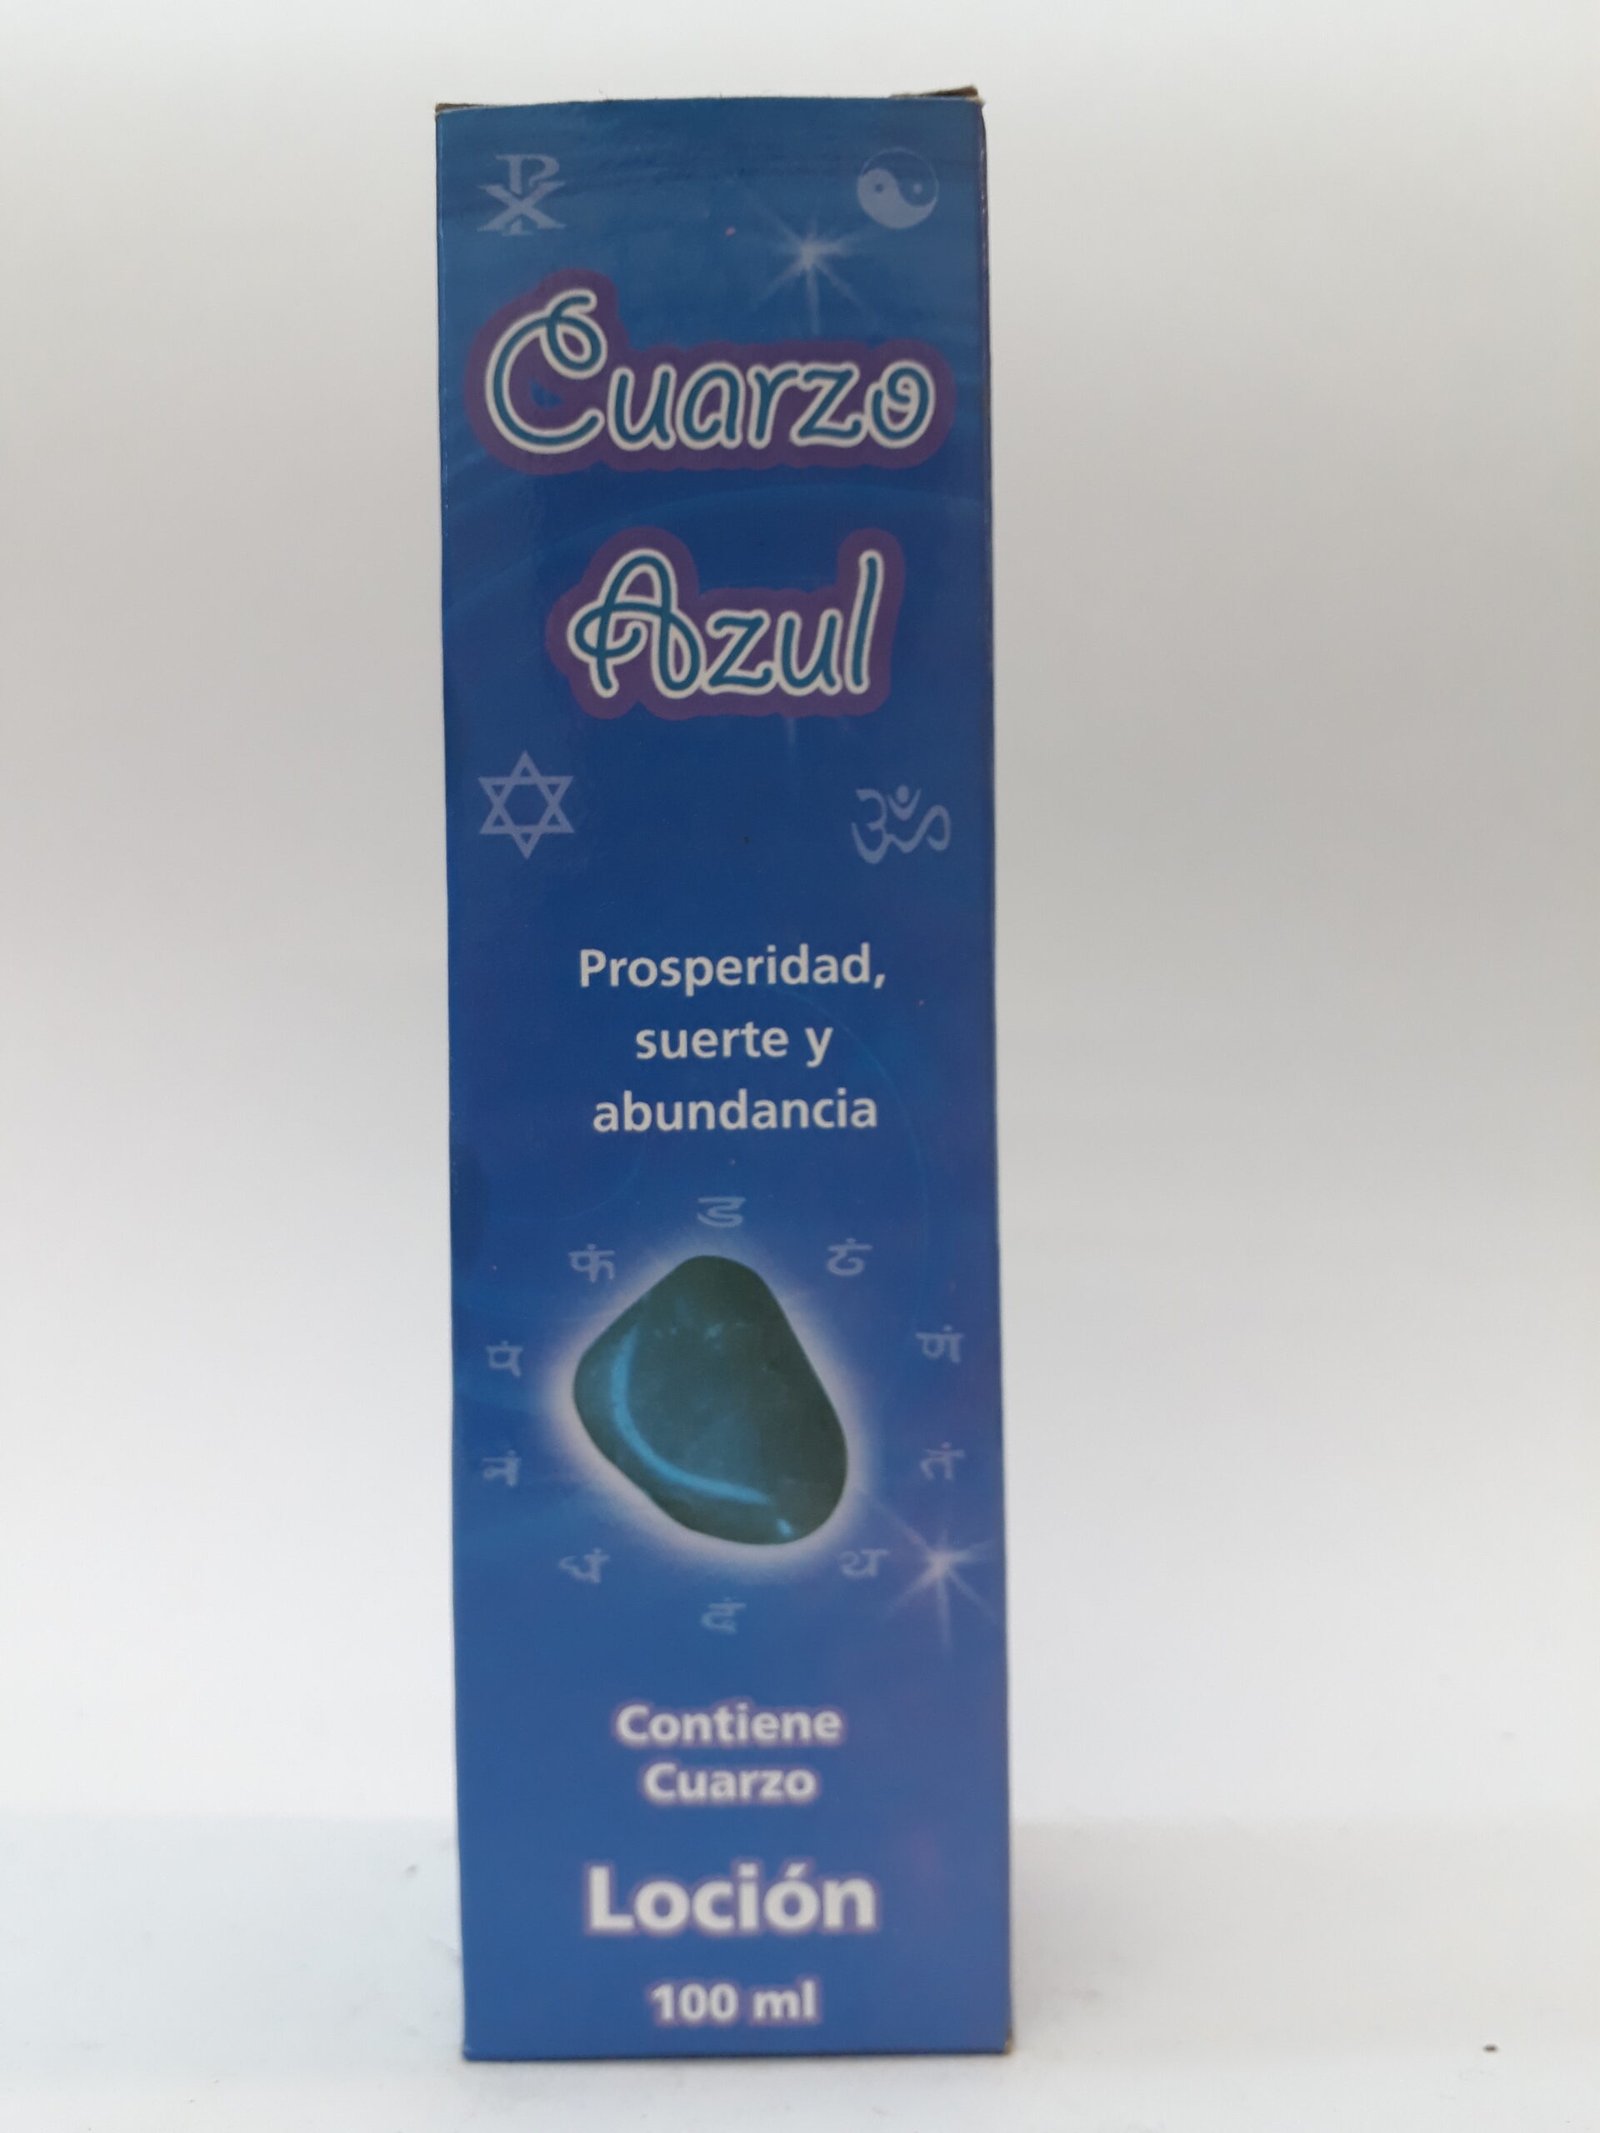 Cuarzo
Azul
ॐ
Prosperidad,
suerte y
abundancia
ड
फं ठं
पं णं
नं तं
धं थ
दं
Contiene
Cuarzo
Loción
100 ml